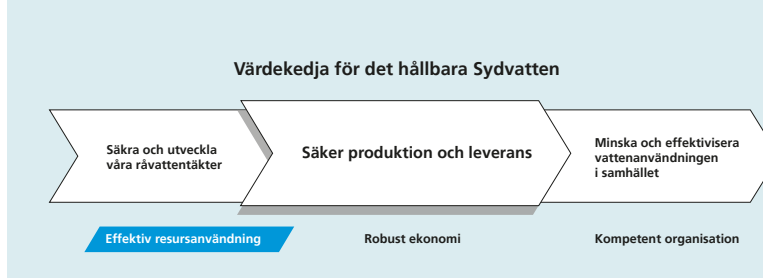 Värdekedja för det hållbara Sydvatten
Säkra och utveckla
våra råvattentäkter
Säker produktion och leverans
Minska och effektivisera
vattenanvändningen
i samhället
Effektiv resursanvändning
Robust ekonomi
Kompetent organisation